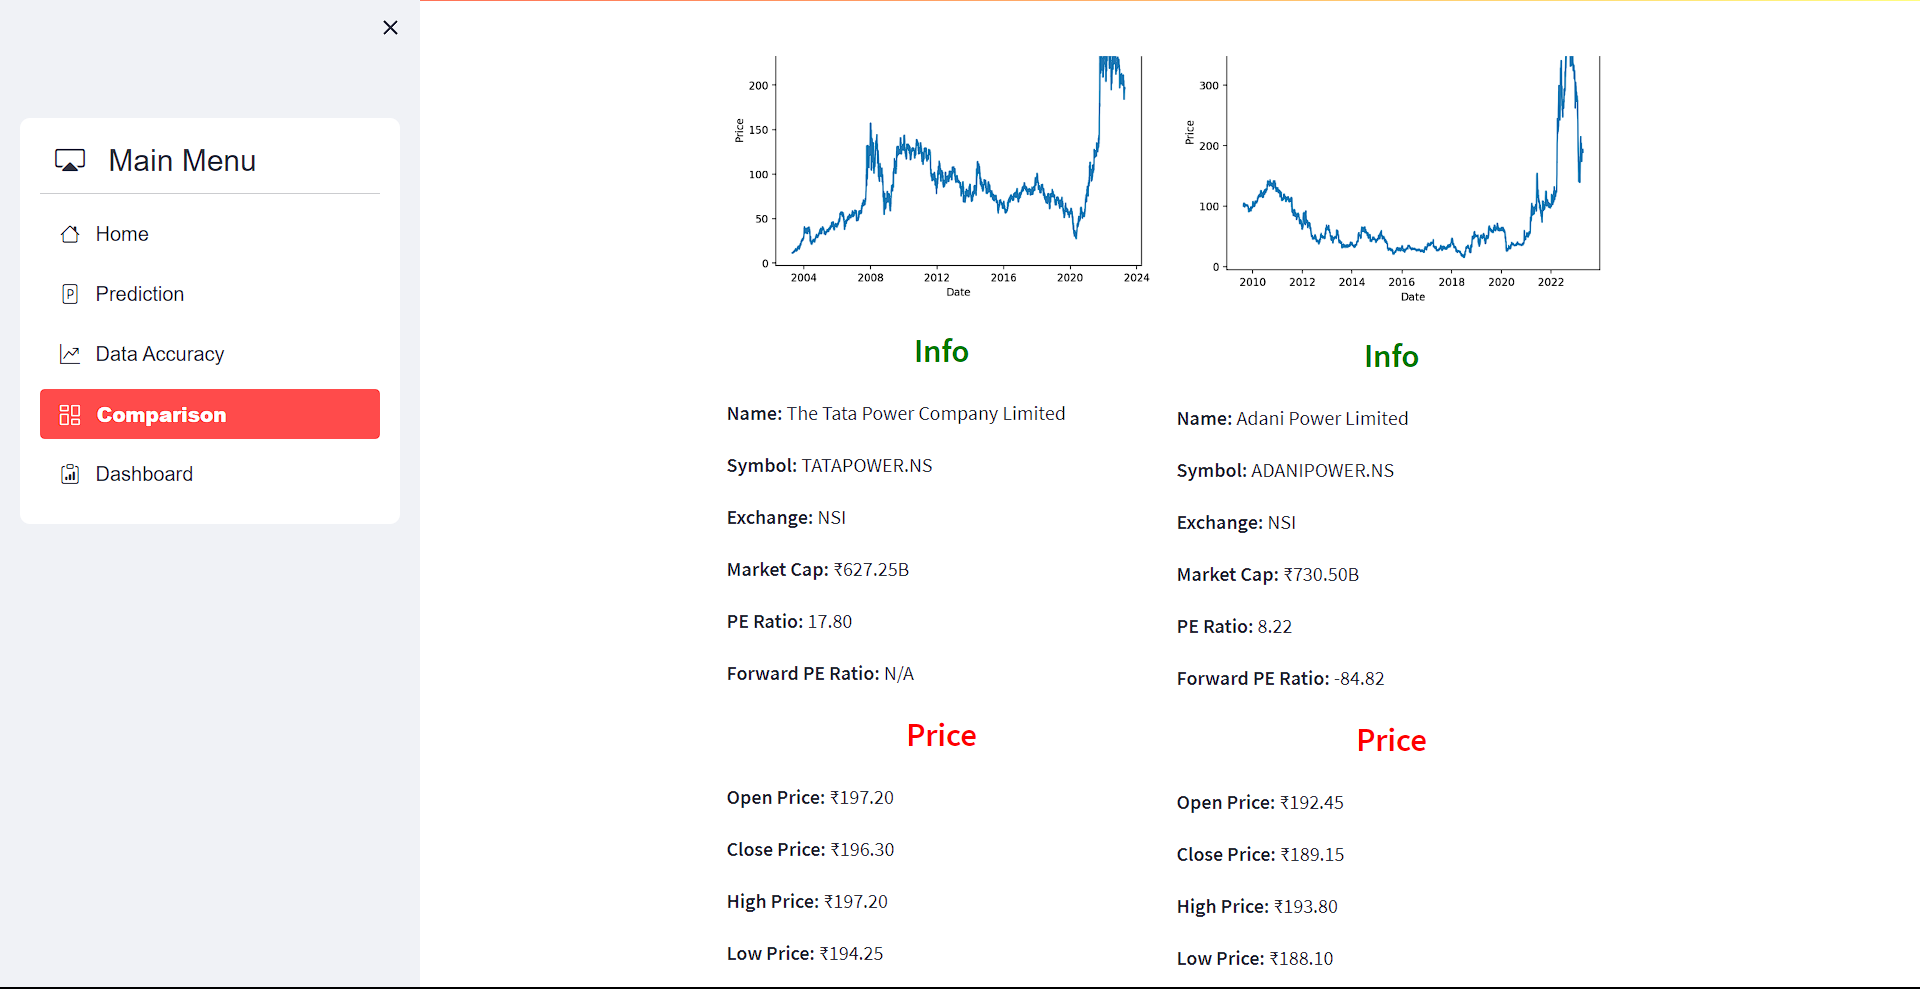 Main Menu
Home
Prediction
Data Accuracy
Comparison
Dashboard
200
150
100
50
0
Price
2004 2008 2012 2016 2020 2024
Date
Info
Name: The Tata Power Company Limited
Symbol: TATAPOWER.NS
Exchange: NSI
Market Cap: ₹627.25B
PE Ratio: 17.80
Forward PE Ratio: N/A
Price
Open Price: ₹197.20
Close Price: ₹196.30
High Price: ₹197.20
Low Price: ₹194.25
300
200
100
0
Price
2010 2012 2014 2016 2018 2020 2022
Date
Info
Name: Adani Power Limited
Symbol: ADANIPOWER.NS
Exchange: NSI
Market Cap: ₹730.50B
PE Ratio: 8.22
Forward PE Ratio: -84.82
Price
Open Price: ₹192.45
Close Price: ₹189.15
High Price: ₹193.80
Low Price: ₹188.10